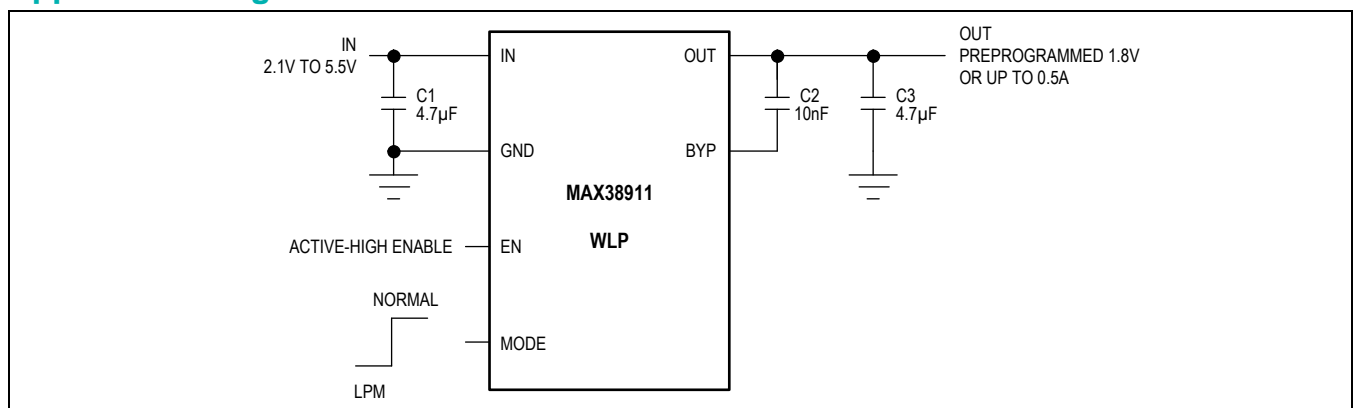 IN
2.1V TO 5.5V
C1
4.7µF
IN
GND
EN
MODE
MAX38911
WLP
OUT
BYP
C2
10nF
C3
4.7µF
OUT
PREPROGRAMMED 1.8V
OR UP TO 0.5A
ACTIVE-HIGH ENABLE
NORMAL
LPM